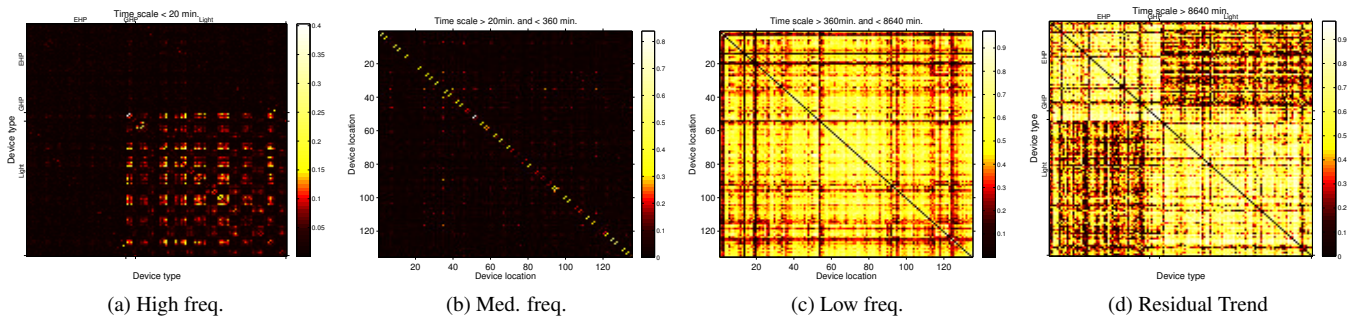 Time scale < 20 min.
EHP GHP Light
EHP
GHP
Light
Device type
Device type
0.4
0.35
0.3
0.25
0.2
0.15
0.1
0.05
(a) High freq.
Time scale > 20min. and < 360 min.
20
40
60
80
100
120
Device location
20 40 60 80 100 120
Device location
0.8
0.7
0.6
0.5
0.4
0.3
0.2
0.1
0
(b) Med. freq.
Time scale > 360min. and < 8640 min.
20
40
60
80
100
120
Device location
20 40 60 80 100 120
Device location
0.9
0.8
0.7
0.6
0.5
0.4
0.3
0.2
0.1
(c) Low freq.
Time scale > 8640 min.
EHP GHP Light
EHP
GHP
Light
Device type
Device type
0.9
0.8
0.7
0.6
0.5
0.4
0.3
0.2
0.1
0
(d) Residual Trend